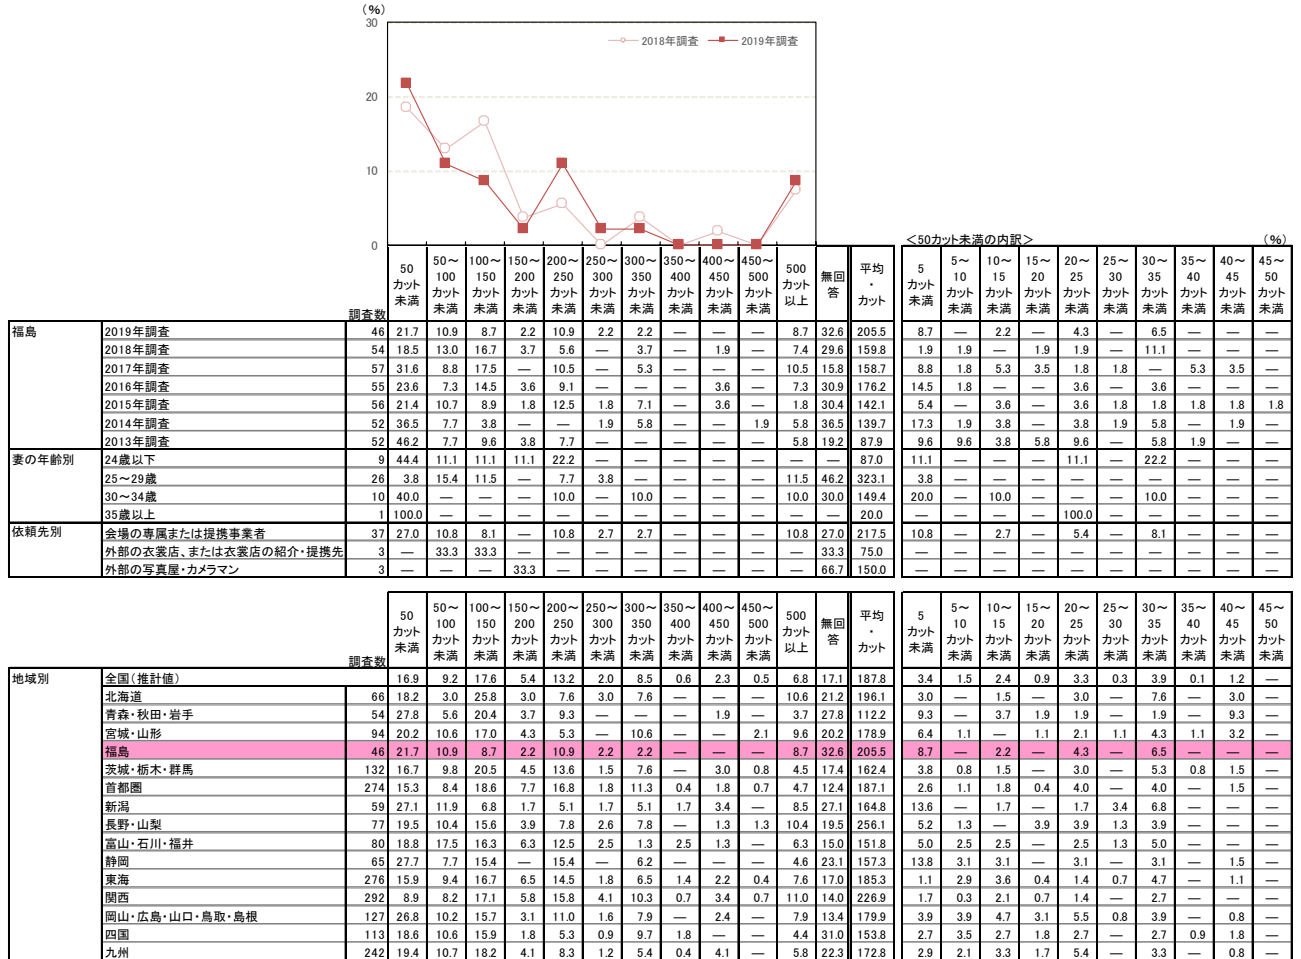 (％)
30
20
10
0
2018年調査 2019年調査
＜50カット未満の内訳＞ (％)
調査数 50カット未満 50～100カット未満 100～150カット未満 150～200カット未満 200～250カット未満 250～300カット未満 300～350カット未満 350～400カット未満 400～450カット未満 450～500カット未満 500カット以上 無回答 平均・カット 5カット未満 5～10カット未満 10～15カット未満 15～20カット未満 20～25カット未満 25～30カット未満 30～35カット未満 35～40カット未満 40～45カット未満 45～50カット未満
福島 2019年調査 46 21.7 10.9 8.7 2.2 10.9 2.2 2.2 ― ― ― 8.7 32.6 205.5 8.7 ― 2.2 ― 4.3 ― 6.5 ― ― ―
2018年調査 54 18.5 13.0 16.7 3.7 5.6 ― 3.7 ― 1.9 ― 7.4 29.6 159.8 1.9 1.9 ― 1.9 1.9 ― 11.1 ― ― ―
2017年調査 57 31.6 8.8 17.5 ― 10.5 ― 5.3 ― ― ― 10.5 15.8 158.7 8.8 1.8 5.3 3.5 1.8 1.8 ― 5.3 3.5 ―
2016年調査 55 23.6 7.3 14.5 3.6 9.1 ― ― ― 3.6 ― 7.3 30.9 176.2 14.5 1.8 ― ― 3.6 ― 3.6 ― ― ―
2015年調査 56 21.4 10.7 8.9 1.8 12.5 1.8 7.1 ― 3.6 ― 1.8 30.4 142.1 5.4 ― 3.6 ― 3.6 1.8 1.8 1.8 1.8 1.8
2014年調査 52 36.5 7.7 3.8 ― ― 1.9 5.8 ― ― 1.9 5.8 36.5 139.7 17.3 1.9 3.8 ― 3.8 1.9 5.8 ― 1.9 ―
2013年調査 52 46.2 7.7 9.6 3.8 7.7 ― ― ― ― ― 5.8 19.2 87.9 9.6 9.6 3.8 5.8 9.6 ― 5.8 1.9 ― ―
妻の年齢別 24歳以下 9 44.4 11.1 11.1 11.1 22.2 ― ― ― ― ― ― ― 87.0 11.1 ― ― ― 11.1 ― 22.2 ― ― ―
25～29歳 26 3.8 15.4 11.5 ― 7.7 3.8 ― ― ― ― 11.5 46.2 323.1 3.8 ― ― ― ― ― ― ― ― ―
30～34歳 10 40.0 ― ― ― 10.0 ― 10.0 ― ― ― 10.0 30.0 149.4 20.0 ― 10.0 ― ― ― 10.0 ― ― ―
35歳以上 1 100.0 ― ― ― ― ― ― ― ― ― ― ― 20.0 ― ― ― ― 100.0 ― ― ― ― ―
依頼先別 会場の専属または提携事業者 37 27.0 10.8 8.1 ― 10.8 2.7 2.7 ― ― ― 10.8 27.0 217.5 10.8 ― 2.7 ― 5.4 ― 8.1 ― ― ―
外部の衣裳店、または衣裳店の紹介・提携先 3 ― 33.3 33.3 ― ― ― ― ― ― ― ― 33.3 75.0 ― ― ― ― ― ― ― ― ― ―
外部の写真屋・カメラマン 3 ― ― ― 33.3 ― ― ― ― ― ― ― 66.7 150.0 ― ― ― ― ― ― ― ― ― ―
調査数 50カット未満 50～100カット未満 100～150カット未満 150～200カット未満 200～250カット未満 250～300カット未満 300～350カット未満 350～400カット未満 400～450カット未満 450～500カット未満 500カット以上 無回答 平均・カット 5カット未満 5～10カット未満 10～15カット未満 15～20カット未満 20～25カット未満 25～30カット未満 30～35カット未満 35～40カット未満 40～45カット未満 45～50カット未満
地域別 全国(推計値) 16.9 9.2 17.6 5.4 13.2 2.0 8.5 0.6 2.3 0.5 6.8 17.1 187.8 3.4 1.5 2.4 0.9 3.3 0.3 3.9 0.1 1.2 ―
北海道 66 18.2 3.0 25.8 3.0 7.6 3.0 7.6 ― ― ― 10.6 21.2 196.1 3.0 ― 1.5 ― 3.0 ― 7.6 ― 3.0 ―
青森・秋田・岩手 54 27.8 5.6 20.4 3.7 9.3 ― ― ― 1.9 ― 3.7 27.8 112.2 9.3 ― 3.7 1.9 1.9 ― 1.9 ― 9.3 ―
宮城・山形 94 20.2 10.6 17.0 4.3 5.3 ― 10.6 ― ― 2.1 9.6 20.2 178.9 6.4 1.1 ― 1.1 2.1 1.1 4.3 1.1 3.2 ―
福島 46 21.7 10.9 8.7 2.2 10.9 2.2 2.2 ― ― ― 8.7 32.6 205.5 8.7 ― 2.2 ― 4.3 ― 6.5 ― ― ―
茨城・栃木・群馬 132 16.7 9.8 20.5 4.5 13.6 1.5 7.6 ― 3.0 0.8 4.5 17.4 162.4 3.8 0.8 1.5 ― 3.0 ― 5.3 0.8 1.5 ―
首都圏 274 15.3 8.4 18.6 7.7 16.8 1.8 11.3 0.4 1.8 0.7 4.7 12.4 187.1 2.6 1.1 1.8 0.4 4.0 ― 4.0 ― 1.5 ―
新潟 59 27.1 11.9 6.8 1.7 5.1 1.7 5.1 1.7 3.4 ― 8.5 27.1 164.8 13.6 ― 1.7 ― 1.7 3.4 6.8 ― ― ―
長野・山梨 77 19.5 10.4 15.6 3.9 7.8 2.6 7.8 ― 1.3 1.3 10.4 19.5 256.1 5.2 1.3 ― 3.9 3.9 1.3 3.9 ― ― ―
富山・石川・福井 80 18.8 17.5 16.3 6.3 12.5 2.5 1.3 2.5 1.3 ― 6.3 15.0 151.8 5.0 2.5 2.5 ― 2.5 1.3 5.0 ― ― ―
静岡 65 27.7 7.7 15.4 ― 15.4 ― 6.2 ― ― ― 4.6 23.1 157.3 13.8 3.1 3.1 ― 3.1 ― 3.1 ― 1.5 ―
東海 276 15.9 9.4 16.7 6.5 14.5 1.8 6.5 1.4 2.2 0.4 7.6 17.0 185.3 1.1 2.9 3.6 0.4 1.4 0.7 4.7 ― 1.1 ―
関西 292 8.9 8.2 17.1 5.8 15.8 4.1 10.3 0.7 3.4 0.7 11.0 14.0 226.9 1.7 0.3 2.1 0.7 1.4 ― 2.7 ― ― ―
岡山・広島・山口・鳥取・島根 127 26.8 10.2 15.7 3.1 11.0 1.6 7.9 ― 2.4 ― 7.9 13.4 179.9 3.9 3.9 4.7 3.1 5.5 0.8 3.9 ― 0.8 ―
四国 113 18.6 10.6 15.9 1.8 5.3 0.9 9.7 1.8 ― ― 4.4 31.0 153.8 2.7 3.5 2.7 1.8 2.7 ― 2.7 0.9 1.8 ―
九州 242 19.4 10.7 18.2 4.1 8.3 1.2 5.4 0.4 4.1 ― 5.8 22.3 172.8 2.9 2.1 3.3 1.7 5.4 ― 3.3 ― 0.8 ―